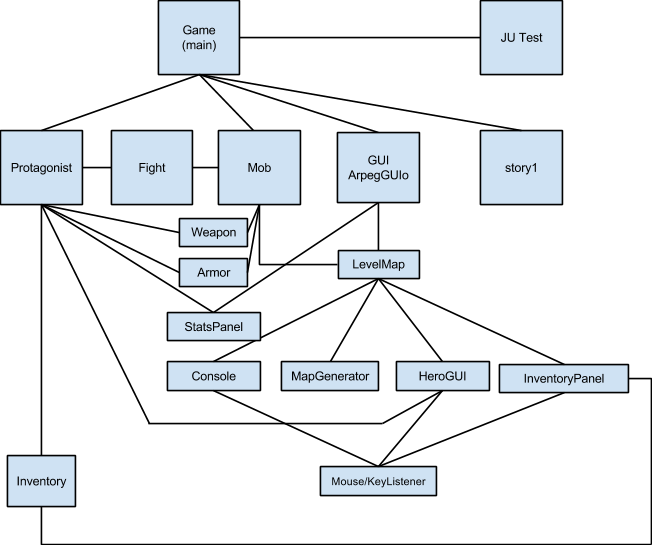 Game
(main)
JU Test
Protagonist
Fight
Mob
GUI
ArpegGUIo
story1
Weapon
Armor
LevelMap
StatsPanel
Console
MapGenerator
HeroGUI
InventoryPanel
Inventory
Mouse/KeyListener